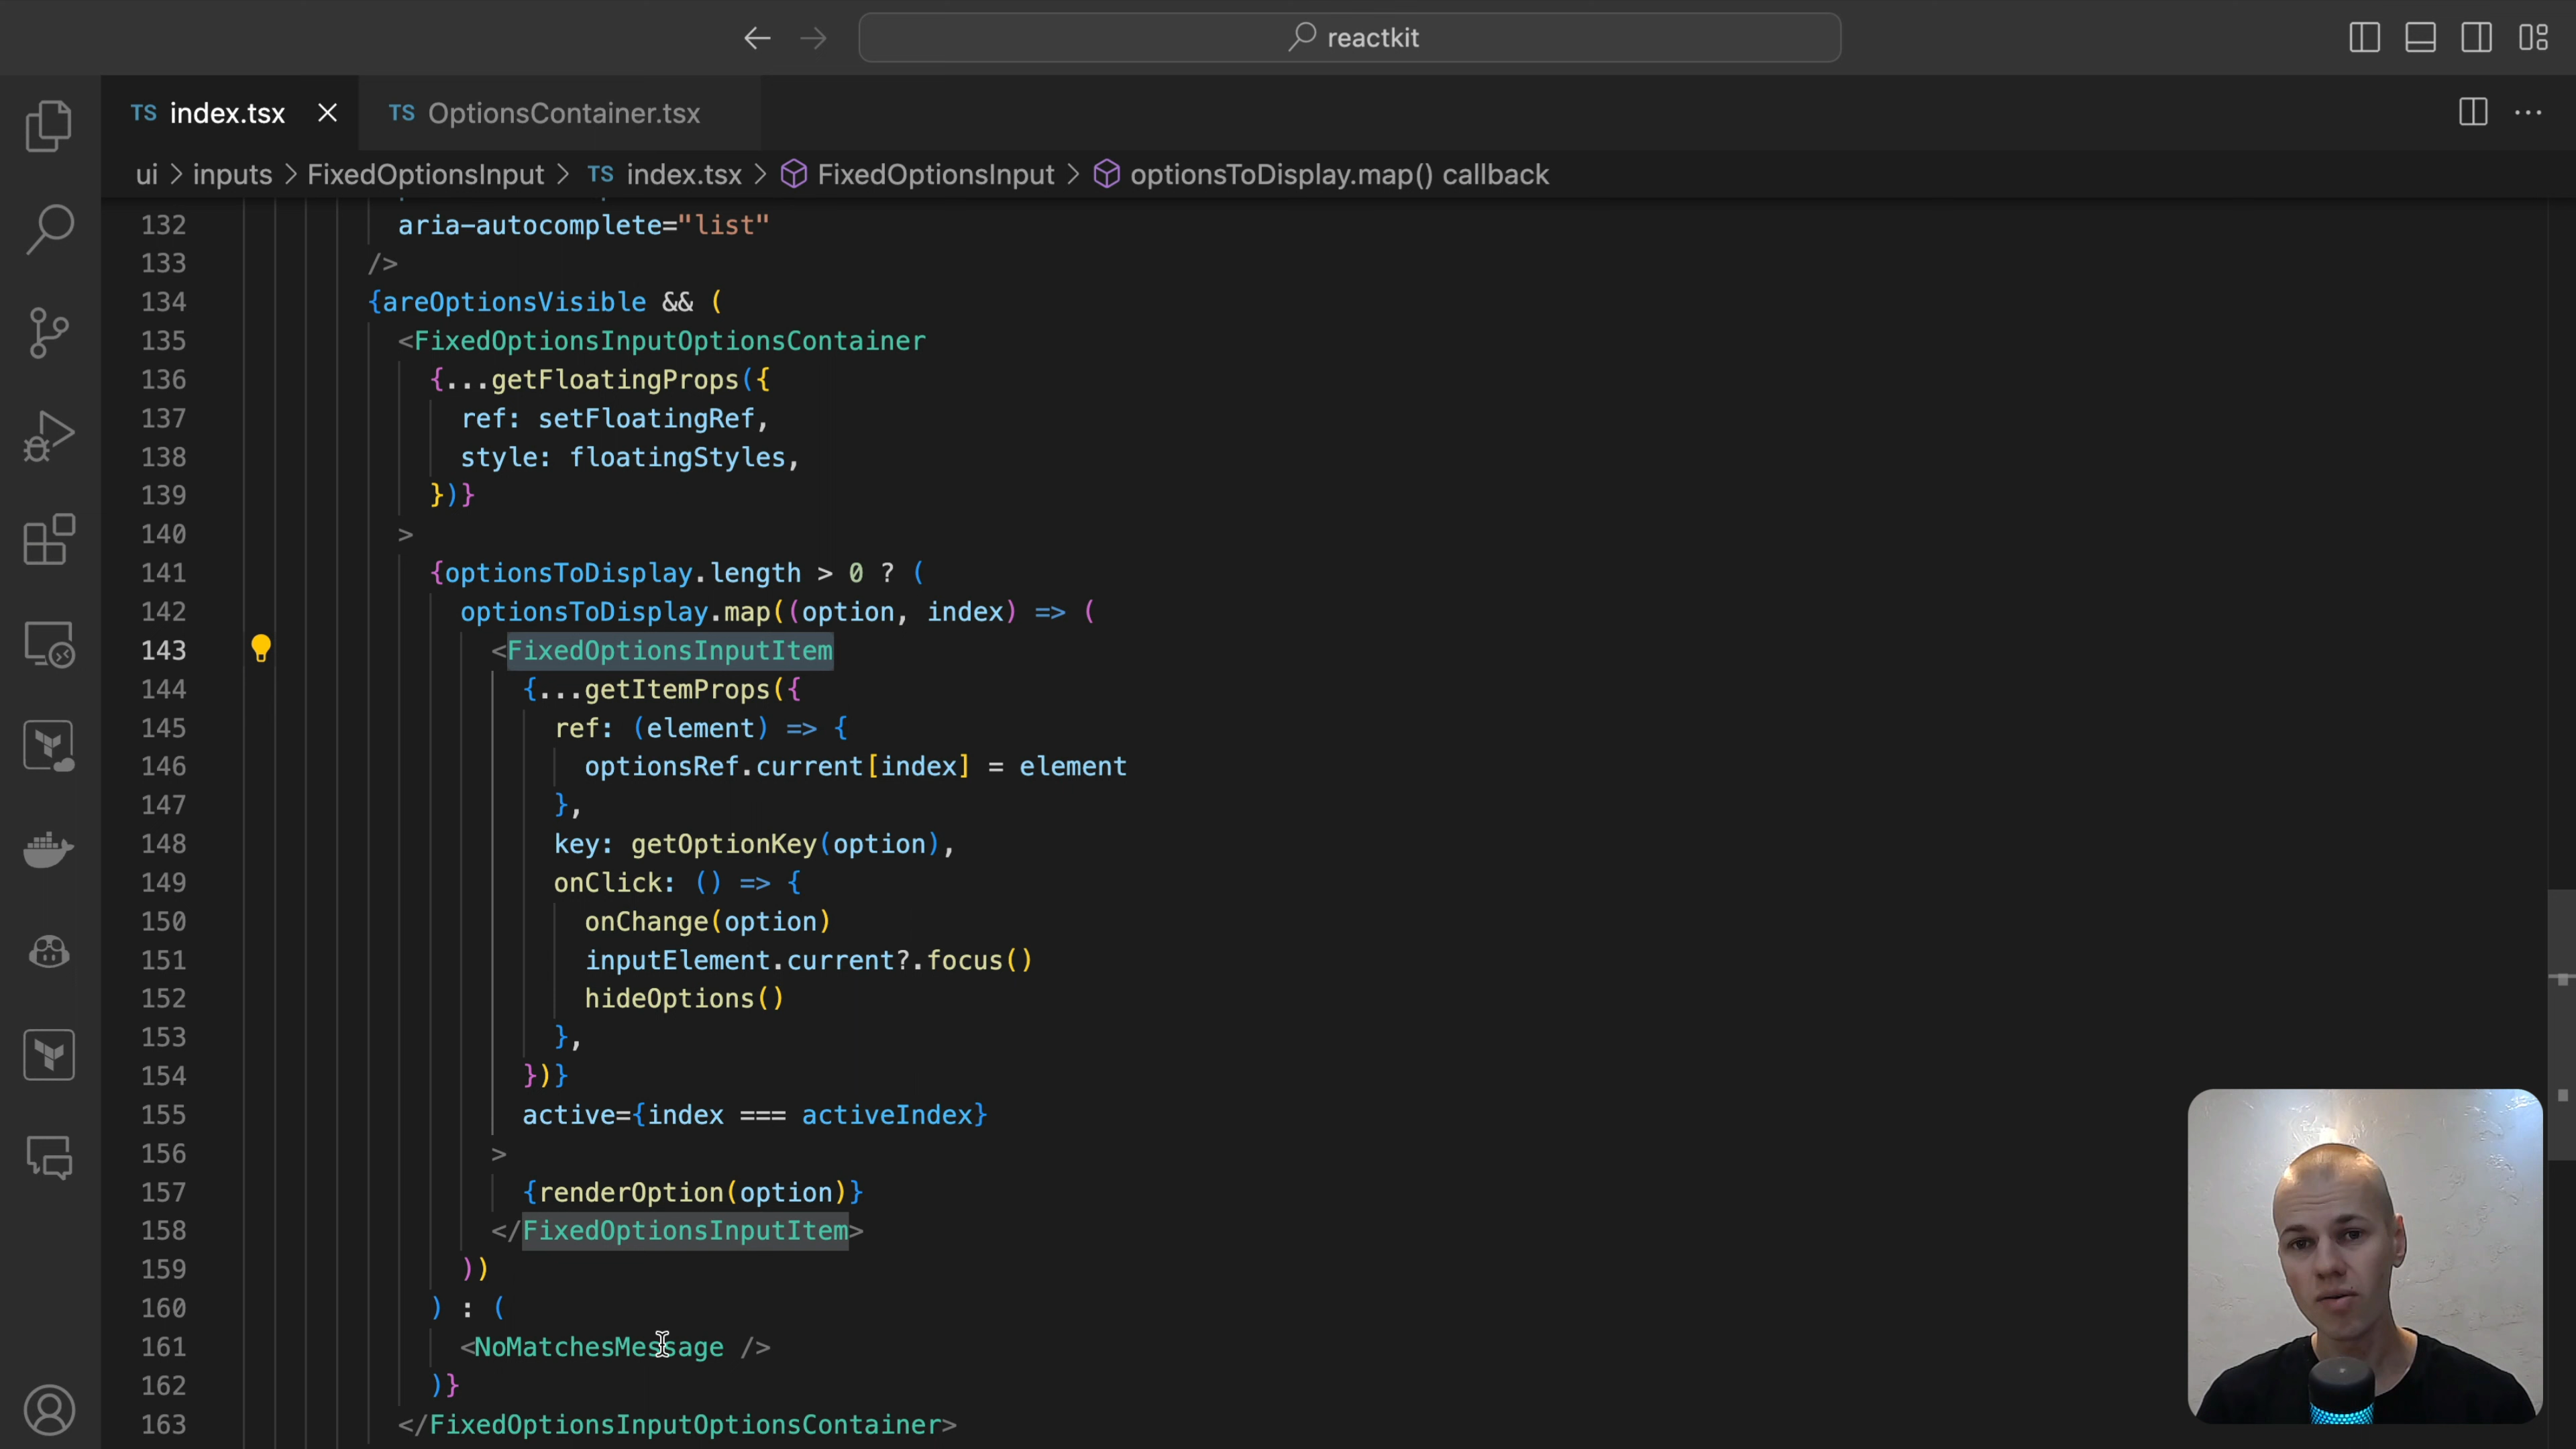 reactkit
TS index.tsx
TS OptionsContainer.tsx
ui > inputs > FixedOptionsInput > TS index.tsx > FixedOptionsInput > optionsToDisplay.map() callback
132 aria-autocomplete="list"
133 />
134 {areOptionsVisible && (
135 <FixedOptionsInputOptionsContainer
136 {...getFloatingProps({
137 ref: setFloatingRef,
138 style: floatingStyles,
139 })}
140 >
141 {optionsToDisplay.length > 0 ? (
142 optionsToDisplay.map((option, index) => (
143 <FixedOptionsInputItem
144 {...getItemProps({
145 ref: (element) => {
146 optionsRef.current[index] = element
147 },
148 key: getOptionKey(option),
149 onClick: () => {
150 onChange(option)
151 inputElement.current?.focus()
152 hideOptions()
153 },
154 })}
155 active={index === activeIndex}
156 >
157 {renderOption(option)}
158 </FixedOptionsInputItem>
159 ))
160 ) : (
161 <NoMatchesMessage />
162 )}
163 </FixedOptionsInputOptionsContainer>